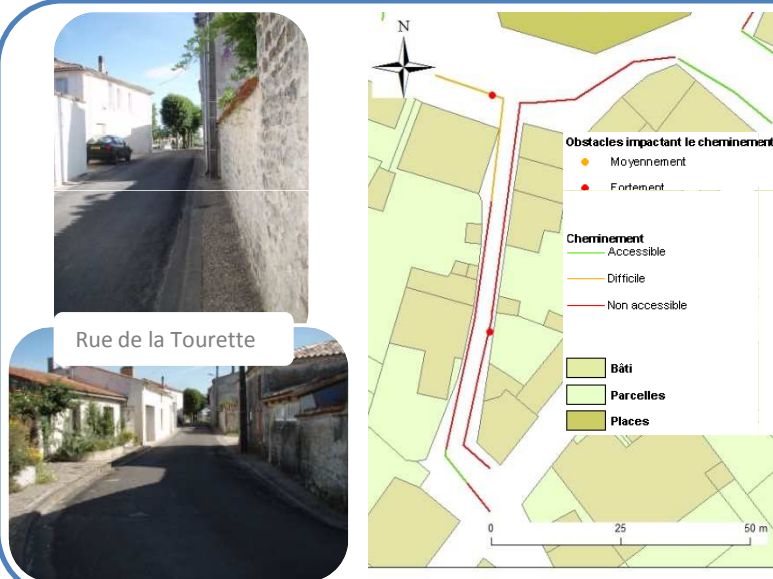 Rue de la Tourette
N
Obstacles impactant le cheminement
Moyennement
Fortement
Cheminement
Accessible
Difficile
Non accessible
Bâti
Parcelles
Places
0 25 50 m